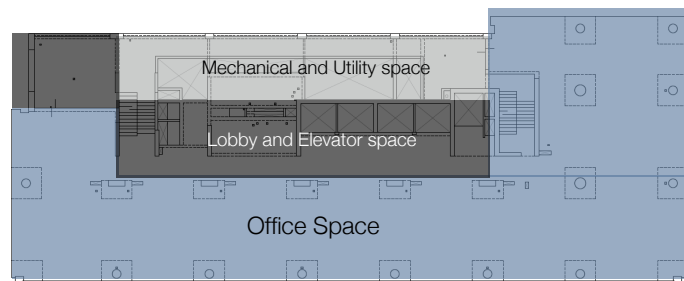 Mechanical and Utility space
Lobby and Elevator space
Office Space